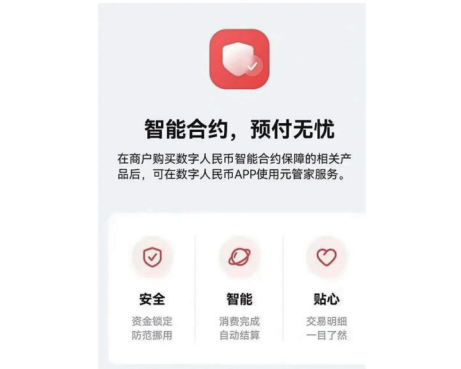 智能合约，预付无忧
在商户购买数字人民币智能合约保障的相关产
品后，可在数字人民币APP使用元管家服务。
安全
智能
贴心
资金锁定
消费完成
交易明细
防范挪用
自动结算
一目了然